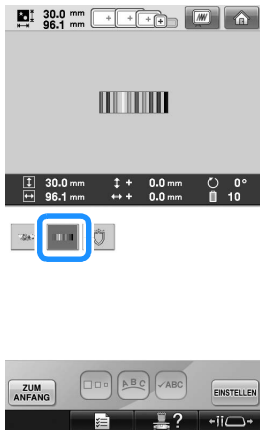 30.0 mm
96.1 mm
30.0 mm + 0.0 mm 0°
96.1 mm + 0.0 mm 10
ABC ABC
ZUM
ANFANG
EINSTELLEN
?